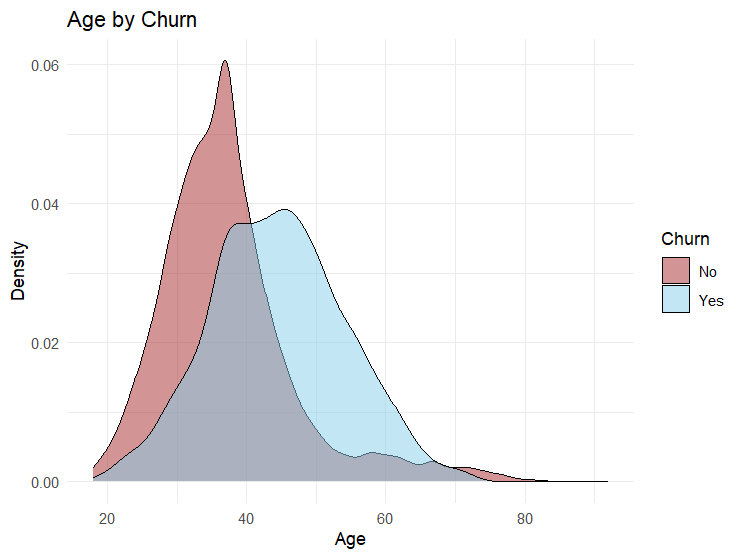 Age by Churn
0.06
0.04
0.02
0.00
Density
20 40 60 80
Age
Churn
No
Yes